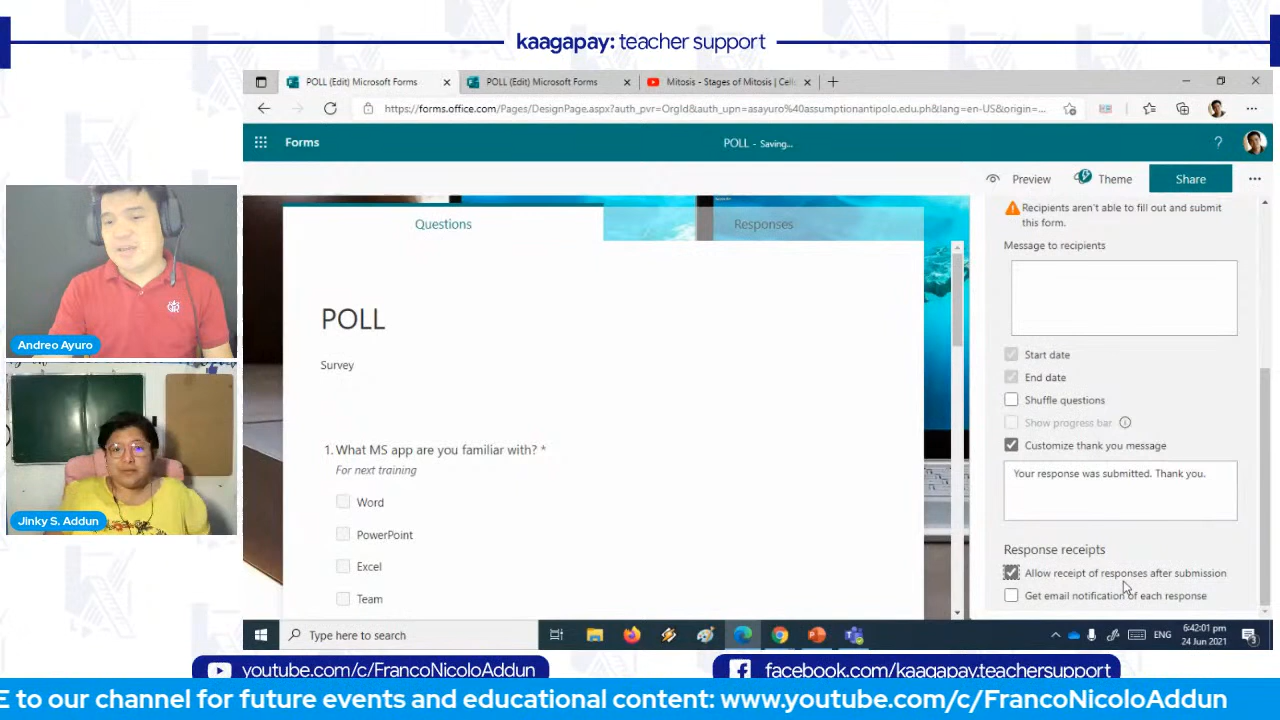 kaagapay: teacher support
POLL (Edit) Microsoft Forms
POLL (Edit) Microsoft Forms
Mitosis - Stages of Mitosis | Cells
https://forms.office.com/Pages/DesignPage.aspx?auth_pvr=OrgId&auth_upn=asayuro%40assumptionantipolo.edu.ph&lang=en-US&origin=...
Forms
POLL - Saving...
?
Preview
Theme
Share
Questions
Responses
POLL
Survey
1. What MS app are you familiar with? *
For next training
Word
PowerPoint
Excel
Team
Recipients aren't able to fill out and submit
this form.
Message to recipients
Start date
End date
Shuffle questions
Show progress bar
Customize thank you message
Your response was submitted. Thank you.
Response receipts
Allow receipt of responses after submission
Get email notification of each response
Andreo Ayuro
Jinky S. Addun
Type here to search
ENG
6:42:01 pm
24 Jun 2021
3
youtube.com/c/FrancoNicoloAddun
facebook.com/kaagapay.teachersupport
E to our channel for future events and educational content: www.youtube.com/c/FrancoNicoloAddun